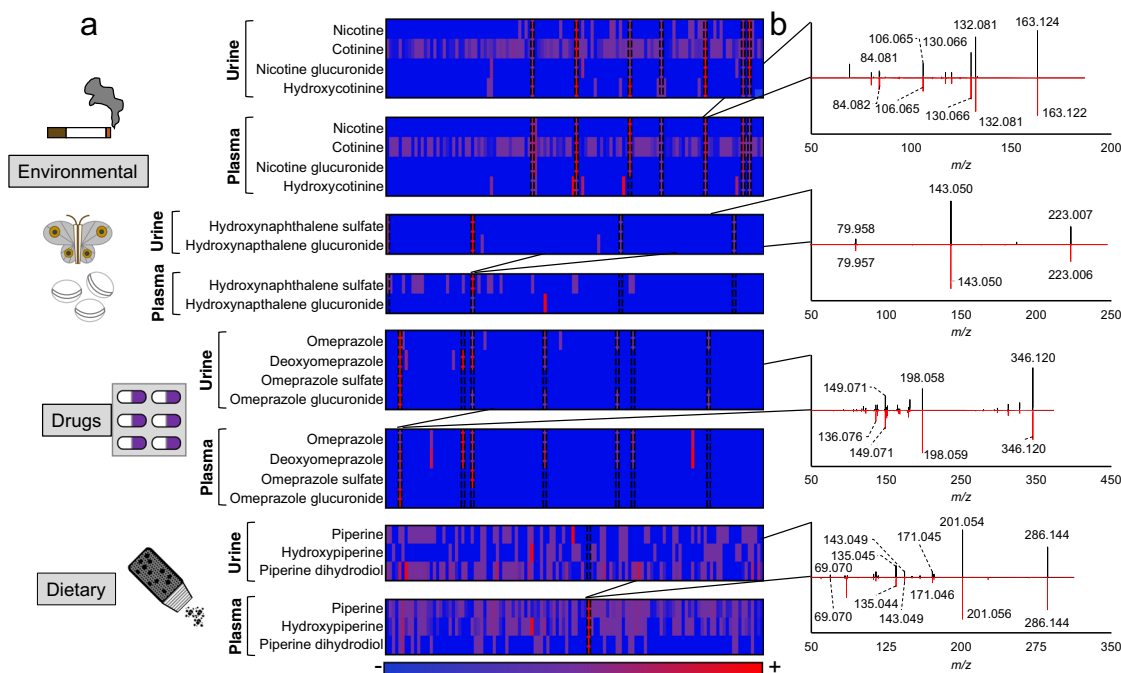 a
b
Environmental
Urine
Nicotine
Cotinine
Nicotine glucuronide
Hydroxycotinine
Plasma
Nicotine
Cotinine
Nicotine glucuronide
Hydroxycotinine
106.065
132.081
163.124
130.066
84.081
84.082
106.065
130.066
132.081
163.122
50
100
150
200
m/z
Urine
Hydroxynaphthalene sulfate
Hydroxynapthalene glucuronide
Plasma
Hydroxynapthalene sulfate
Hydroxynapthalene glucuronide
143.050
79.958
223.007
79.957
143.050
223.006
50
100
150
200
250
m/z
Drugs
Urine
Omeprazole
Deoxyomeprazole
Omeprazole sulfate
Omeprazole glucuronide
Plasma
Omeprazole
Deoxyomeprazole
Omeprazole sulfate
Omeprazole glucuronide
346.120
149.071
198.058
136.076
149.071
198.059
346.120
50
150
250
350
450
m/z
Dietary
Urine
Piperine
Hydroxypiperine
Piperine dihydrodiol
Plasma
Piperine
Hydroxypiperine
Piperine dihydrodiol
- +
201.054
143.049
171.045
286.144
135.045
69.070
69.070
135.044
143.049
171.046
201.056
286.144
50
125
200
275
350
m/z